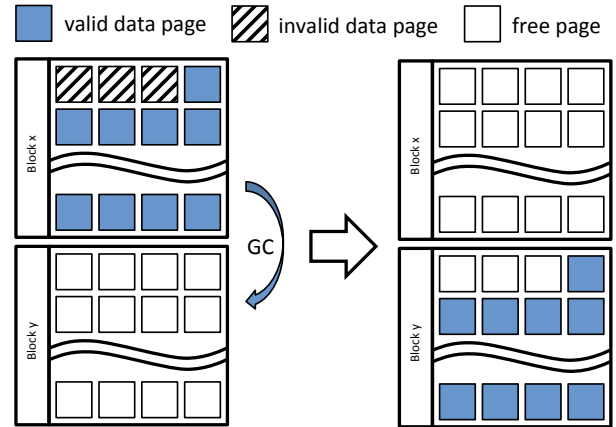 valid data page
invalid data page
free page
Block x
GC
Block y
Block x
Block y